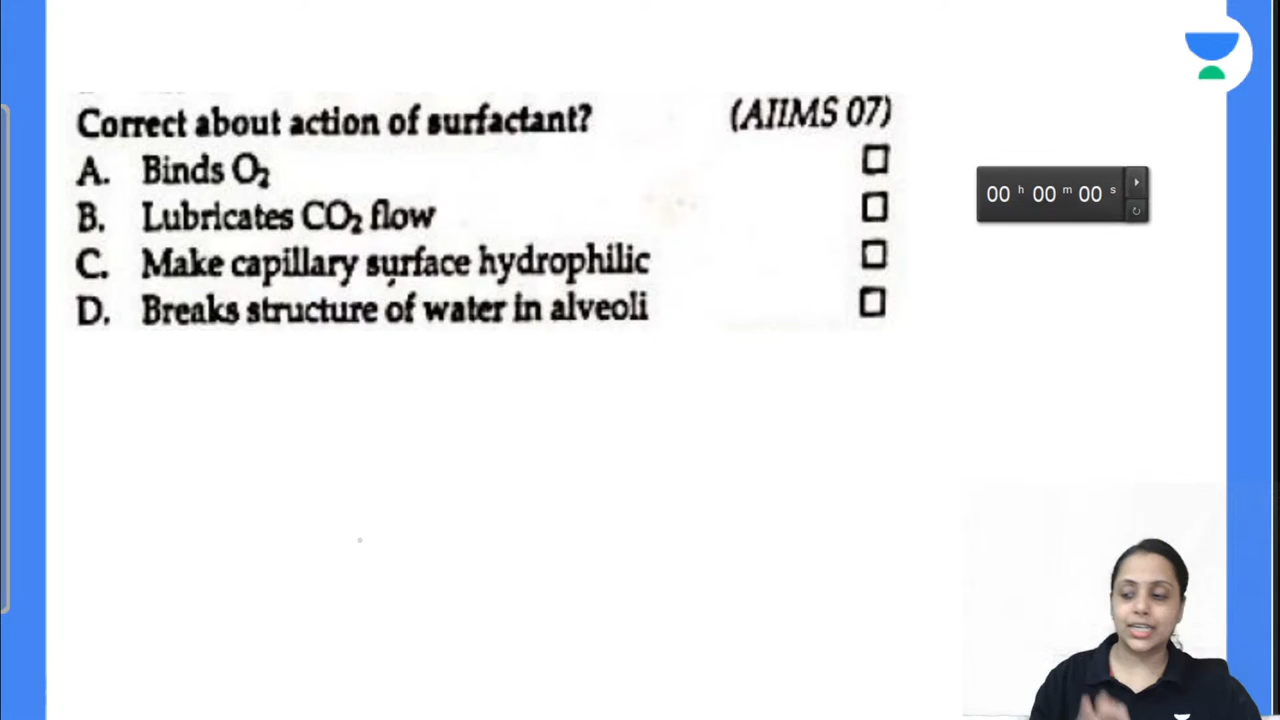 Correct about action of surfactant? (AIIMS 07)
A. Binds O₂
B. Lubricates CO₂ flow
C. Make capillary surface hydrophilic
D. Breaks structure of water in alveoli
00 h 00 m 00 s